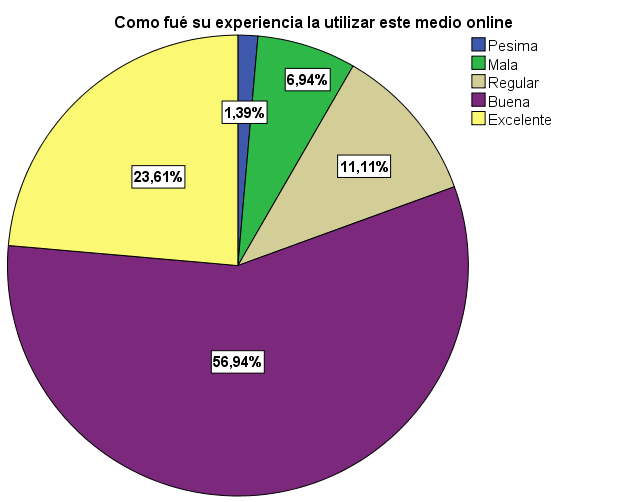 Como fué su experiencia la utilizar este medio online
Pesima
Mala
Regular
Buena
Excelente
6,94%
1,39%
11,11%
23,61%
56,94%